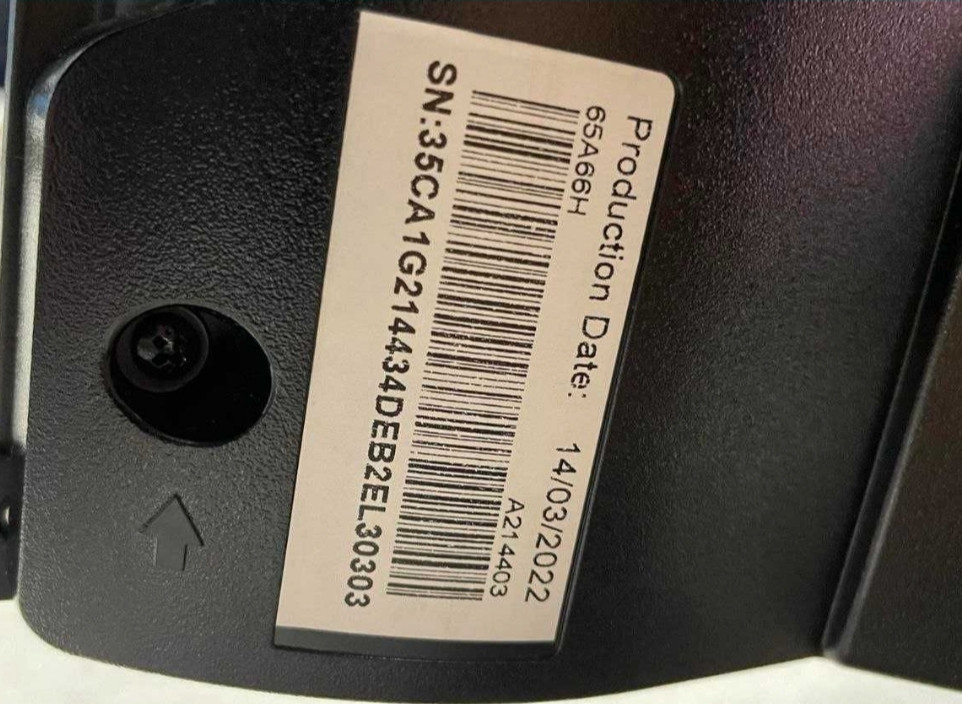 Production Date: 14/03/2022
65A66H A214403
SN:35CA1G214434DEB2EL30303